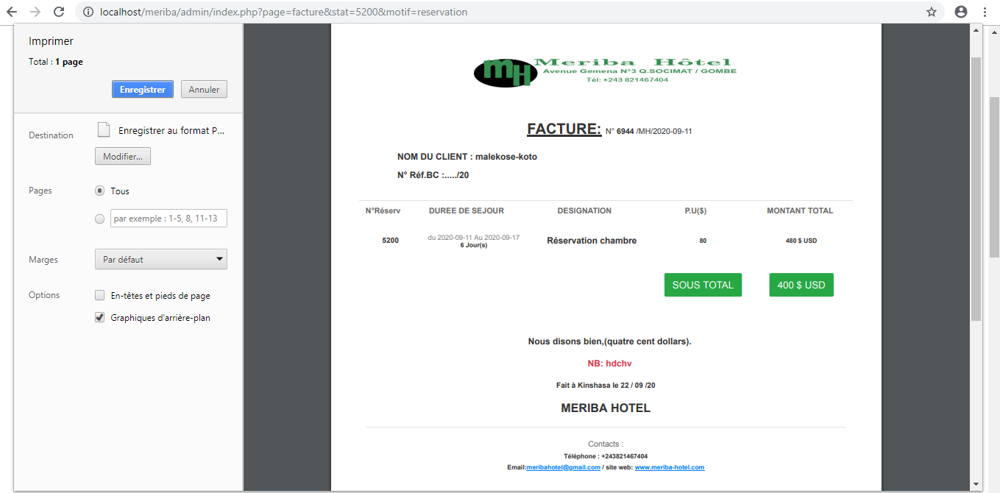 localhost/meriba/admin/index.php?page=facture&stat=5200&motif=reservation
Imprimer
Total : 1 page
Enregistrer Annuler
Destination Enregistrer au format P...
Modifier...
Pages Tous
par exemple : 1-5, 8, 11-13
Marges Par défaut
Options En-têtes et pieds de page
Graphiques d'arrière-plan
MH
Meriba Hôtel
Avenue Gemena N°3 Q.SOCIMAT / GOMBE
Tél: +243 821467404
FACTURE: N° 6944 /MH/2020-09-11
NOM DU CLIENT : malekose-koto
N° Réf.BC :...../20
N°Réserv DUREE DE SEJOUR DESIGNATION P.U($) MONTANT TOTAL
5200 du 2020-09-11 Au 2020-09-17 Réservation chambre 80 480 $ USD
6 Jour(s)
SOUS TOTAL 400 $ USD
Nous disons bien,(quatre cent dollars).
NB: hdchv
Fait à Kinshasa le 22 / 09 /20
MERIBA HOTEL
Contacts :
Téléphone : +243821467404
Email:meribahotel@gmail.com / site web: www.meriba-hotel.com